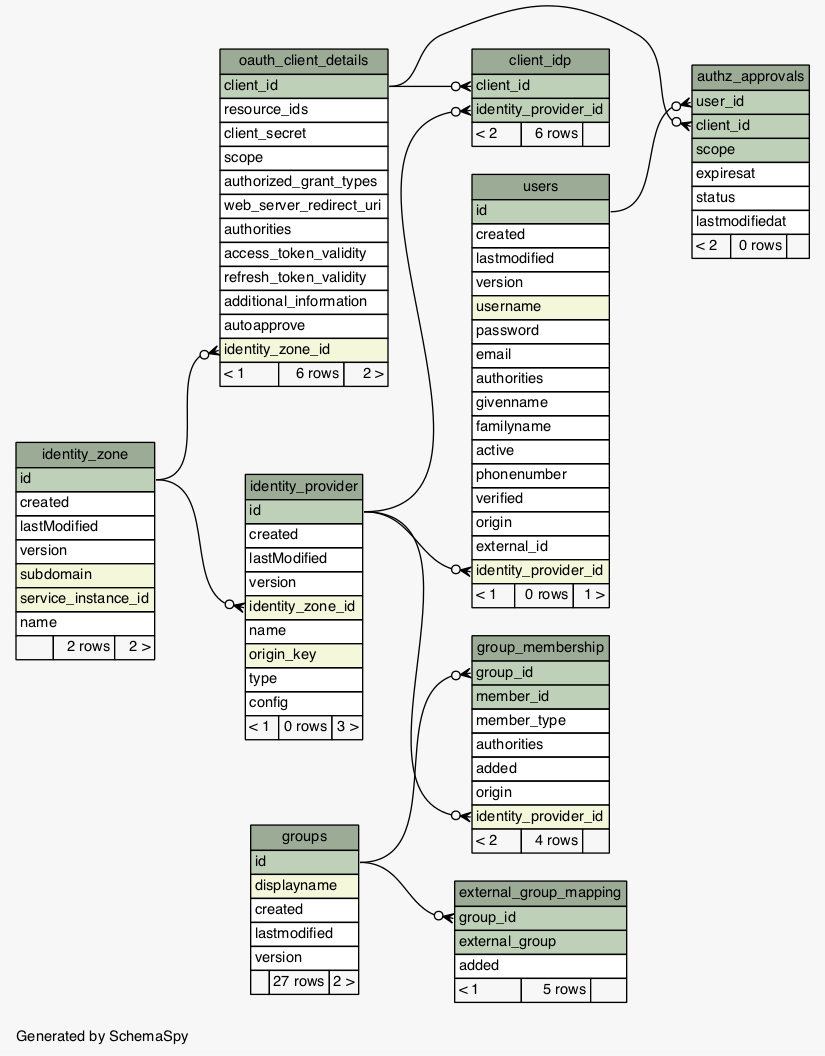 oauth_client_details
client_id
resource_ids
client_secret
scope
authorized_grant_types
web_server_redirect_uri
authorities
access_token_validity
refresh_token_validity
additional_information
autoapprove
identity_zone_id
< 1 6 rows 2 >
client_idp
client_id
identity_provider_id
< 2 6 rows
authz_approvals
user_id
client_id
scope
expiresat
status
lastmodifiedat
< 2 0 rows
users
id
created
lastmodified
version
username
password
email
authorities
givenname
familyname
active
phonenumber
verified
origin
external_id
identity_provider_id
< 1 0 rows 1 >
identity_zone
id
created
lastModified
version
subdomain
service_instance_id
name
2 rows 2 >
identity_provider
id
created
lastModified
version
identity_zone_id
name
origin_key
type
config
< 1 0 rows 3 >
group_membership
group_id
member_id
member_type
authorities
added
origin
identity_provider_id
< 2 4 rows
groups
id
displayname
created
lastmodified
version
27 rows 2 >
external_group_mapping
group_id
external_group
added
< 1 5 rows
Generated by SchemaSpy